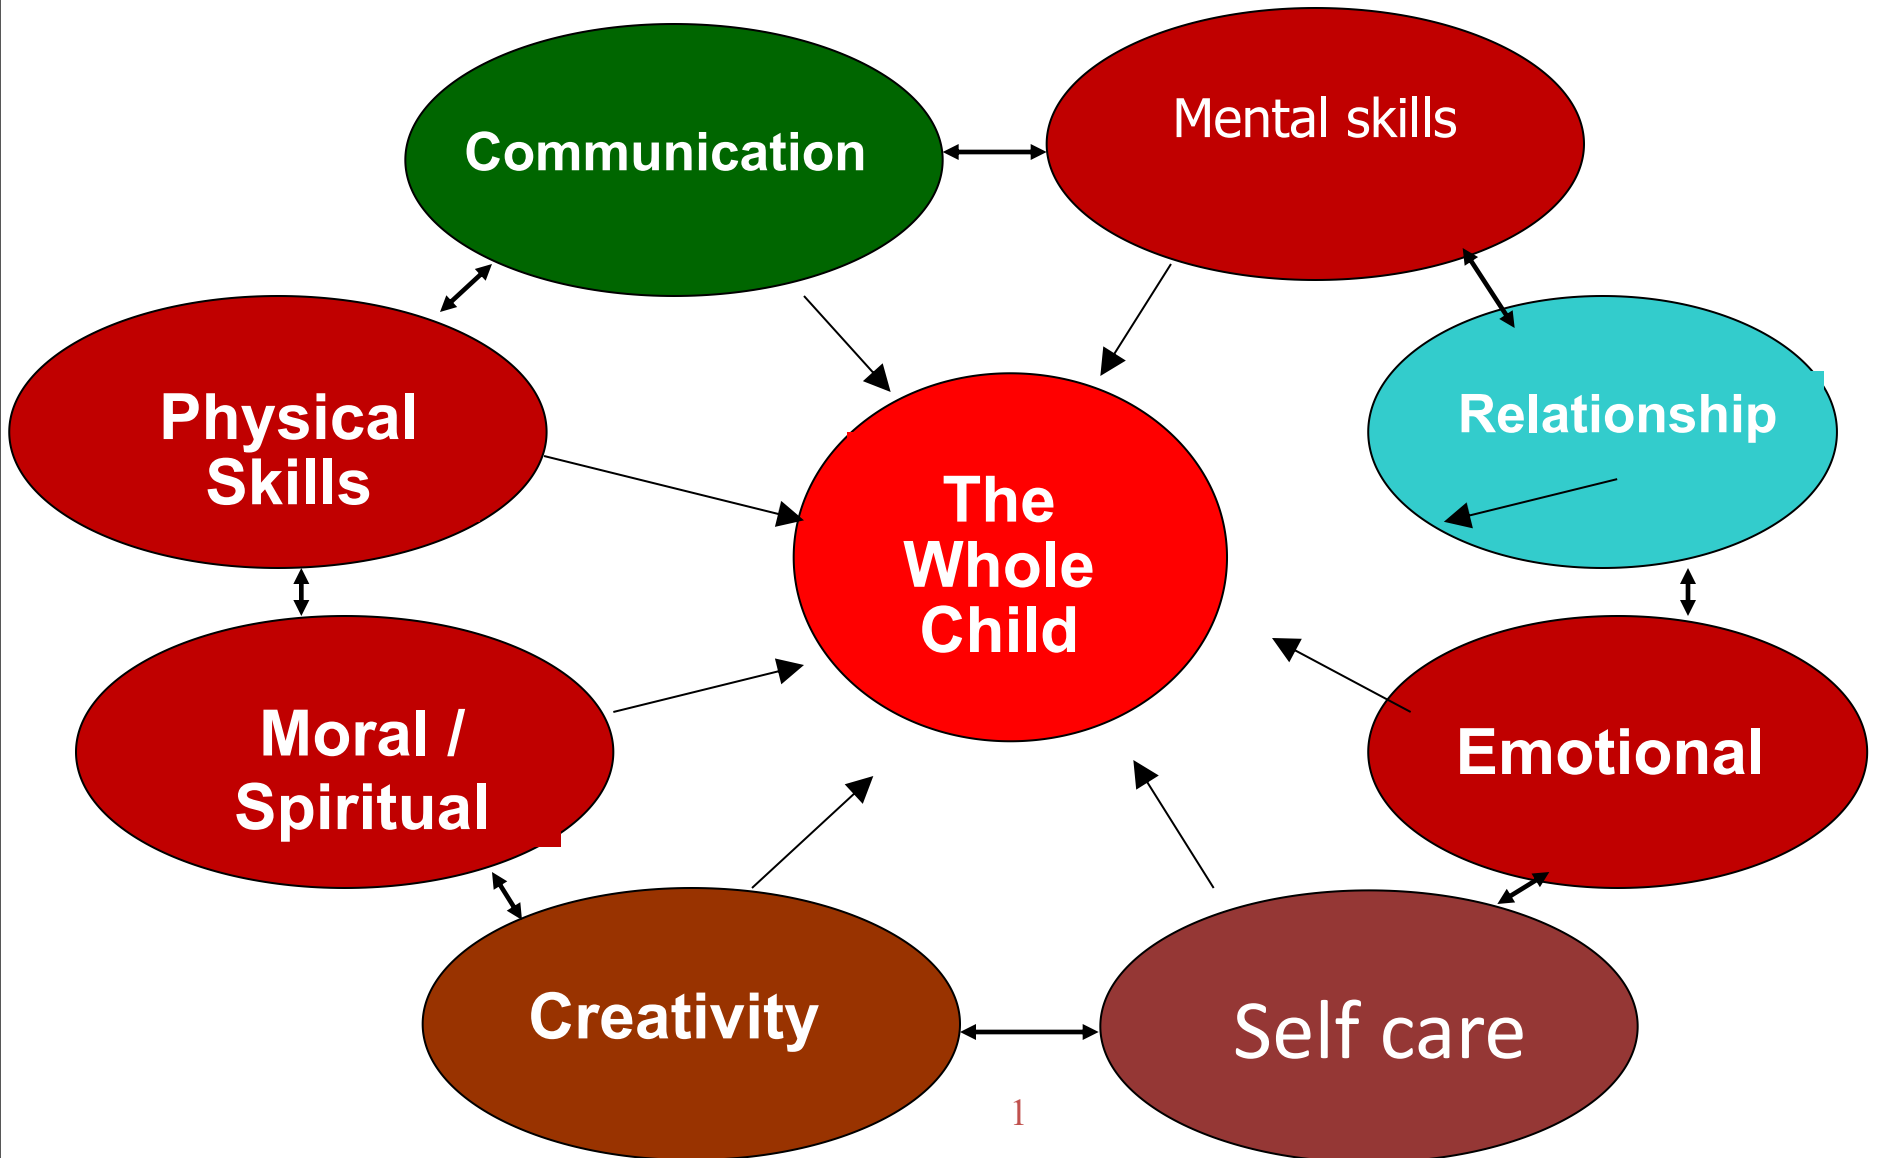 Communication
Mental skills
Physical
Skills
The
Whole
Child
Relationship
Moral /
Spiritual
Emotional
Creativity
Self care
1